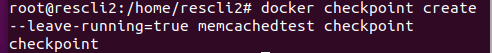 root@rescli2:/home/rescli2# docker checkpoint create
--leave-running=true memcachedtest checkpoint
checkpoint